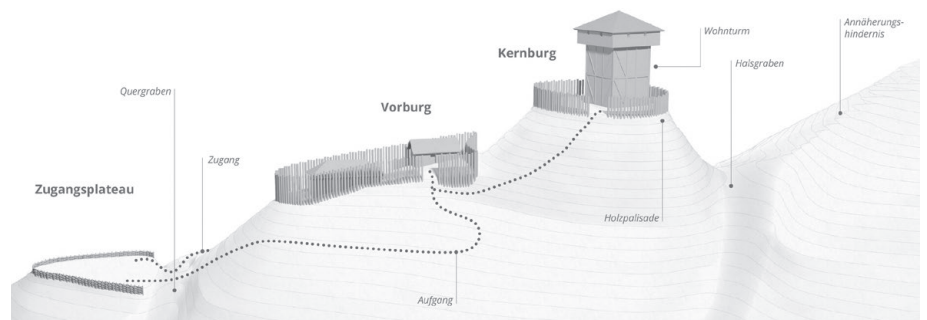 Annäherungs-
hindernis
Wohnturm
Kernburg
Halsgraben
Quergraben
Vorburg
Zugang
Zugangsplateau
Holzpalisade
Aufgang